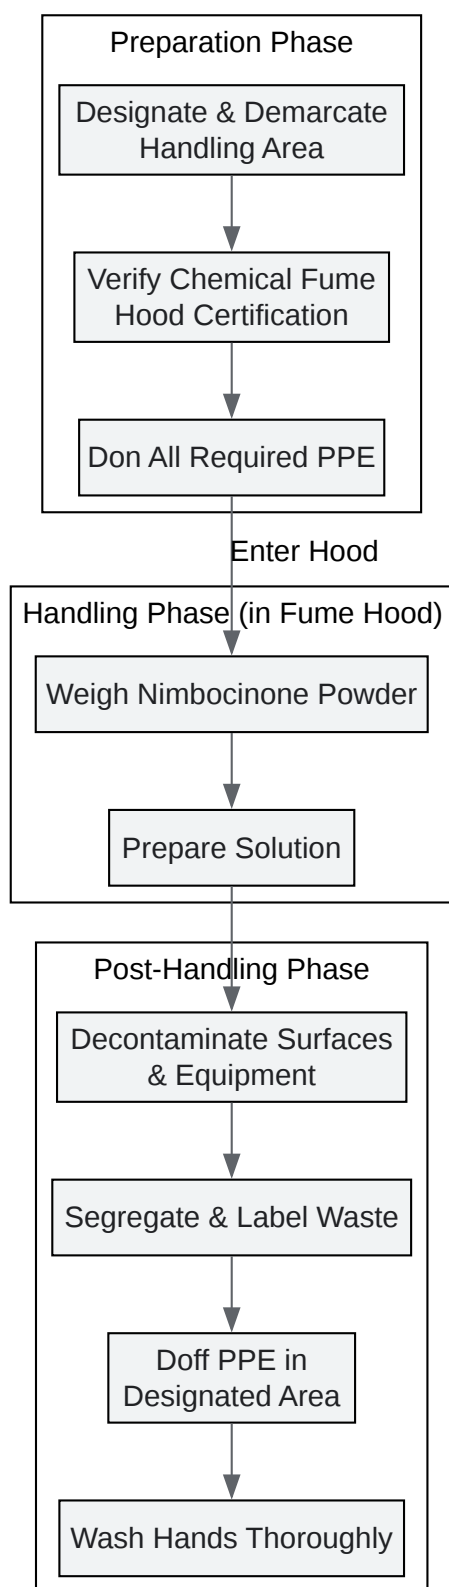 Preparation Phase
Designate & Demarcate
Handling Area
Verify Chemical Fume
Hood Certification
Don All Required PPE
Enter Hood
Handling Phase (in Fume Hood)
Weigh Nimbocinone Powder
Prepare Solution
Post-Handling Phase
Decontaminate Surfaces
& Equipment
Segregate & Label Waste
Doff PPE in
Designated Area
Wash Hands Thoroughly